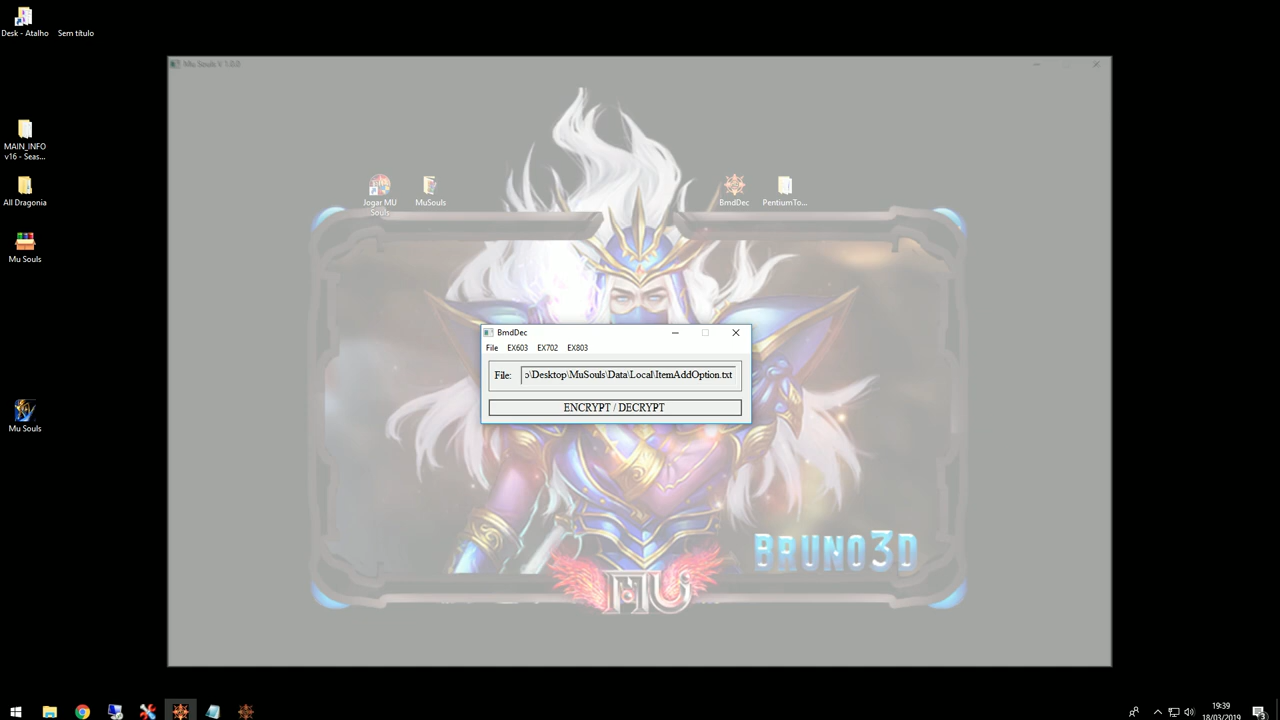 Desk - Atalho
Sem título
Mu Souls V 1.0.0
MAIN_INFO
v16 - Seas...
Jogar MU
Souls
MuSouls
BmdDec
PentiumTo...
All Dragonia
Mu Souls
BmdDec
File EX603 EX702 EX803
File: \Desktop\MuSouls\Data\Local\ItemAddOption.txt
ENCRYPT / DECRYPT
Mu Souls
BRUNO3D
MU
19:39
18/03/2019